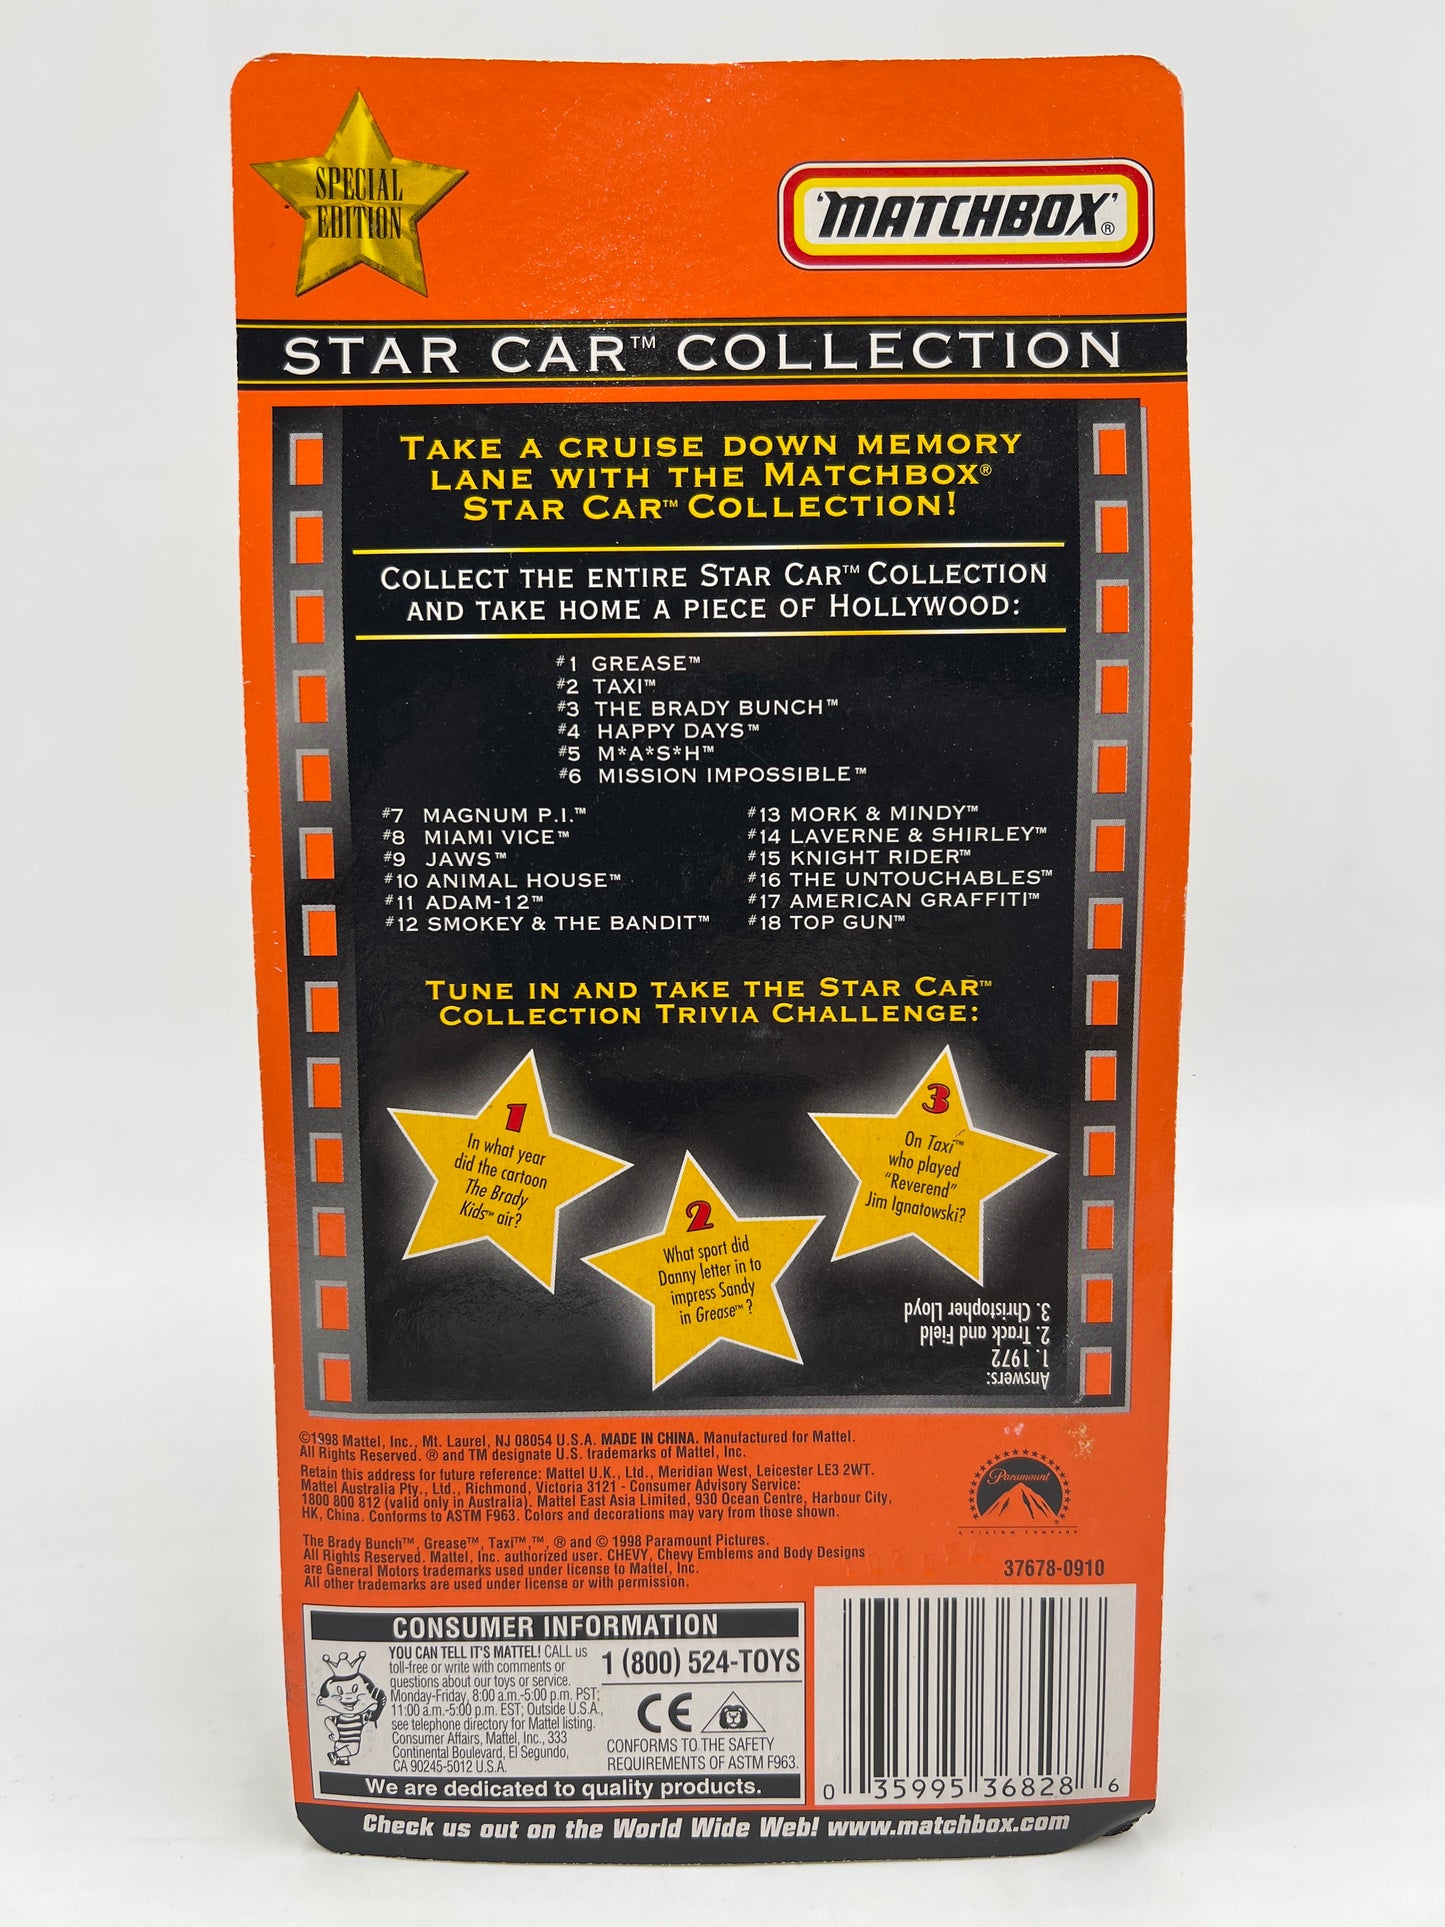 SPECIAL
EDITION
'MATCHBOX'®
STAR CAR™ COLLECTION
TAKE A CRUISE DOWN MEMORY
LANE WITH THE MATCHBOX®
STAR CAR™ COLLECTION!
COLLECT THE ENTIRE STAR CAR™ COLLECTION
AND TAKE HOME A PIECE OF HOLLYWOOD:
#1 GREASE™
#2 TAXI™
#3 THE BRADY BUNCH™
#4 HAPPY DAYS™
#5 M*A*S*H™
#6 MISSION IMPOSSIBLE™
#7 MAGNUM P.I.™
#8 MIAMI VICE™
#9 JAWS™
#10 ANIMAL HOUSE™
#11 ADAM-12™
#12 SMOKEY & THE BANDIT™
#13 MORK & MINDY™
#14 LAVERNE & SHIRLEY™
#15 KNIGHT RIDER™
#16 THE UNTOUCHABLES™
#17 AMERICAN GRAFFITI™
#18 TOP GUN™
TUNE IN AND TAKE THE STAR CAR™
COLLECTION TRIVIA CHALLENGE:
1
In what year
did the cartoon
The Brady
Kids™ air?
2
What sport did
Danny letter in to
impress Sandy
in Grease™?
3
On Taxi™
who played
"Reverend"
Jim Ignatowski?
Answers:
1. 1972
2. Track and Field
3. Christopher Lloyd
©1998 Mattel, Inc., Mt. Laurel, NJ 08054 U.S.A. MADE IN CHINA. Manufactured for Mattel.
All Rights Reserved. ® and TM designate U.S. trademarks of Mattel, Inc.
Retain this address for future reference: Mattel U.K., Ltd., Meridian West, Leicester LE3 2WT.
Mattel Australia Pty., Ltd., Richmond, Victoria 3121 - Consumer Advisory Service:
1800 800 812 (valid only in Australia). Mattel East Asia Limited, 930 Ocean Centre, Harbour City,
HK, China. Conforms to ASTM F963. Colors and decorations may vary from those shown.
The Brady Bunch™, Grease™, Taxi™,™, ® and © 1998 Paramount Pictures.
All Rights Reserved. Mattel, Inc. authorized user. CHEVY, Chevy Emblems and Body Designs
are General Motors trademarks used under license to Mattel, Inc.
All other trademarks are used under license or with permission.
Paramount
A VIACOM COMPANY
37678-0910
CONSUMER INFORMATION
YOU CAN TELL IT'S MATTEL! CALL us
toll-free or write with comments or
questions about our toys or service.
Monday-Friday, 8:00 a.m.-5:00 p.m. PST;
11:00 a.m.-5:00 p.m. EST; Outside U.S.A.,
see telephone directory for Mattel listing.
Consumer Affairs, Mattel, Inc., 333
Continental Boulevard, El Segundo,
CA 90245-5012 U.S.A.
1 (800) 524-TOYS
CE
CONFORMS TO THE SAFETY
REQUIREMENTS OF ASTM F963.
We are dedicated to quality products.
0 35995 36828 6
Check us out on the World Wide Web! www.matchbox.com